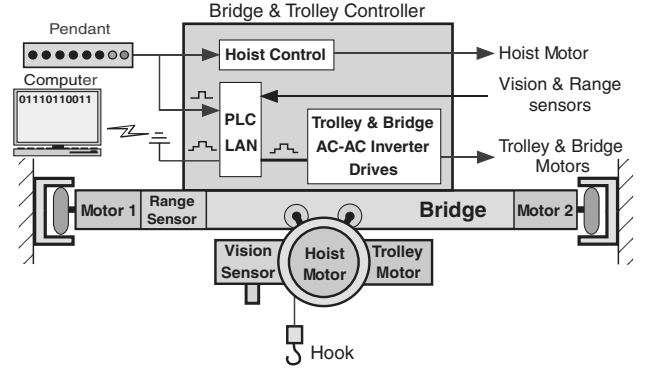 Bridge & Trolley Controller
Pendant
Hoist Control
Hoist Motor
Computer
01110110011
Vision & Range
sensors
PLC
LAN
Trolley & Bridge
AC-AC Inverter
Drives
Trolley & Bridge
Motors
Motor 1
Range
Sensor
Bridge
Motor 2
Vision
Sensor
Hoist
Motor
Trolley
Motor
Hook